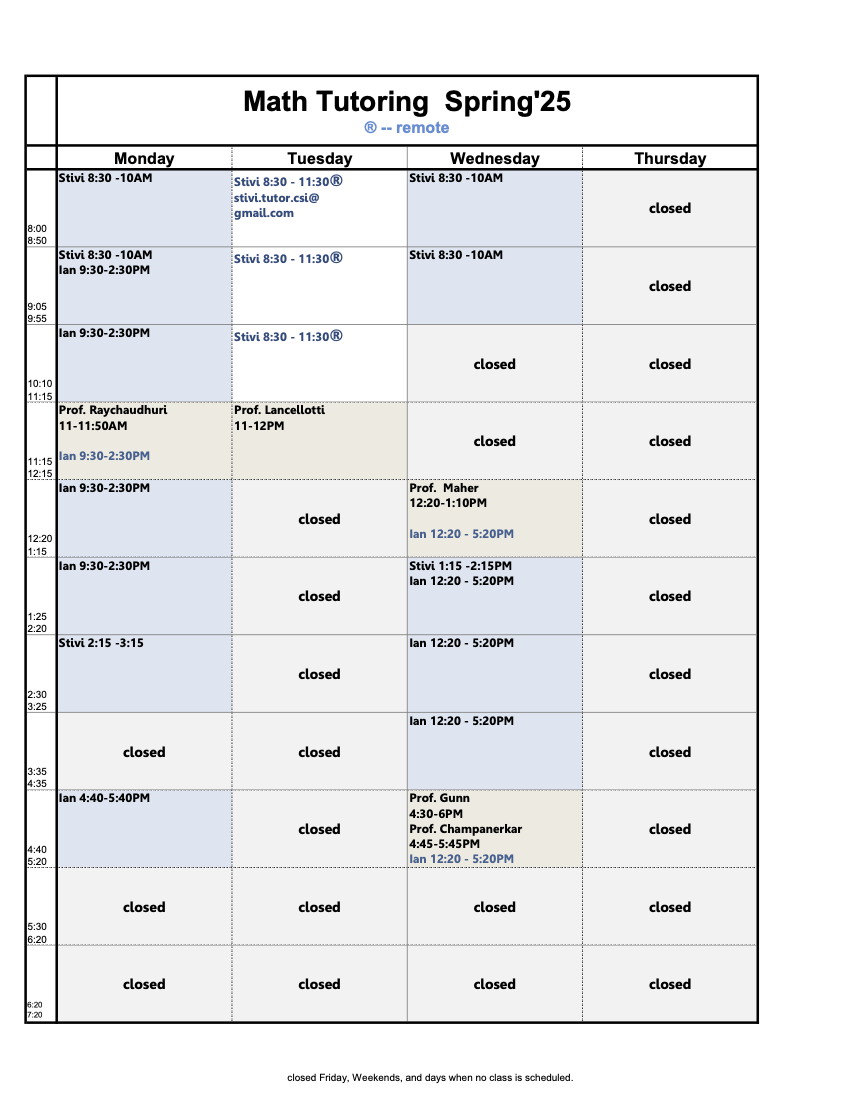 Math Tutoring  Spring'25
® -- remote
Monday Tuesday Wednesday Thursday
8:00
8:50
Stivi 8:30 -10AM
Stivi 8:30 - 11:30®
stivi.tutor.csi@
gmail.com
Stivi 8:30 -10AM
closed
9:05
9:55
Stivi 8:30 -10AM
Ian 9:30-2:30PM
Stivi 8:30 - 11:30®
Stivi 8:30 -10AM
closed
10:10
11:15
Ian 9:30-2:30PM
Stivi 8:30 - 11:30®
closed
closed
11:15
12:15
Prof. Raychaudhuri
11-11:50AM
Ian 9:30-2:30PM
Prof. Lancellotti
11-12PM
closed
closed
12:20
1:15
Ian 9:30-2:30PM
closed
Prof.  Maher
12:20-1:10PM
Ian 12:20 - 5:20PM
closed
1:25
2:20
Ian 9:30-2:30PM
closed
Stivi 1:15 -2:15PM
Ian 12:20 - 5:20PM
closed
2:30
3:25
Stivi 2:15 -3:15
closed
Ian 12:20 - 5:20PM
closed
3:35
4:35
closed
closed
Ian 12:20 - 5:20PM
closed
4:40
5:20
Ian 4:40-5:40PM
closed
Prof. Gunn
4:30-6PM
Prof. Champanerkar
4:45-5:45PM
Ian 12:20 - 5:20PM
closed
5:30
6:20
closed
closed
closed
closed
6:20
7:20
closed
closed
closed
closed
closed Friday, Weekends, and days when no class is scheduled.